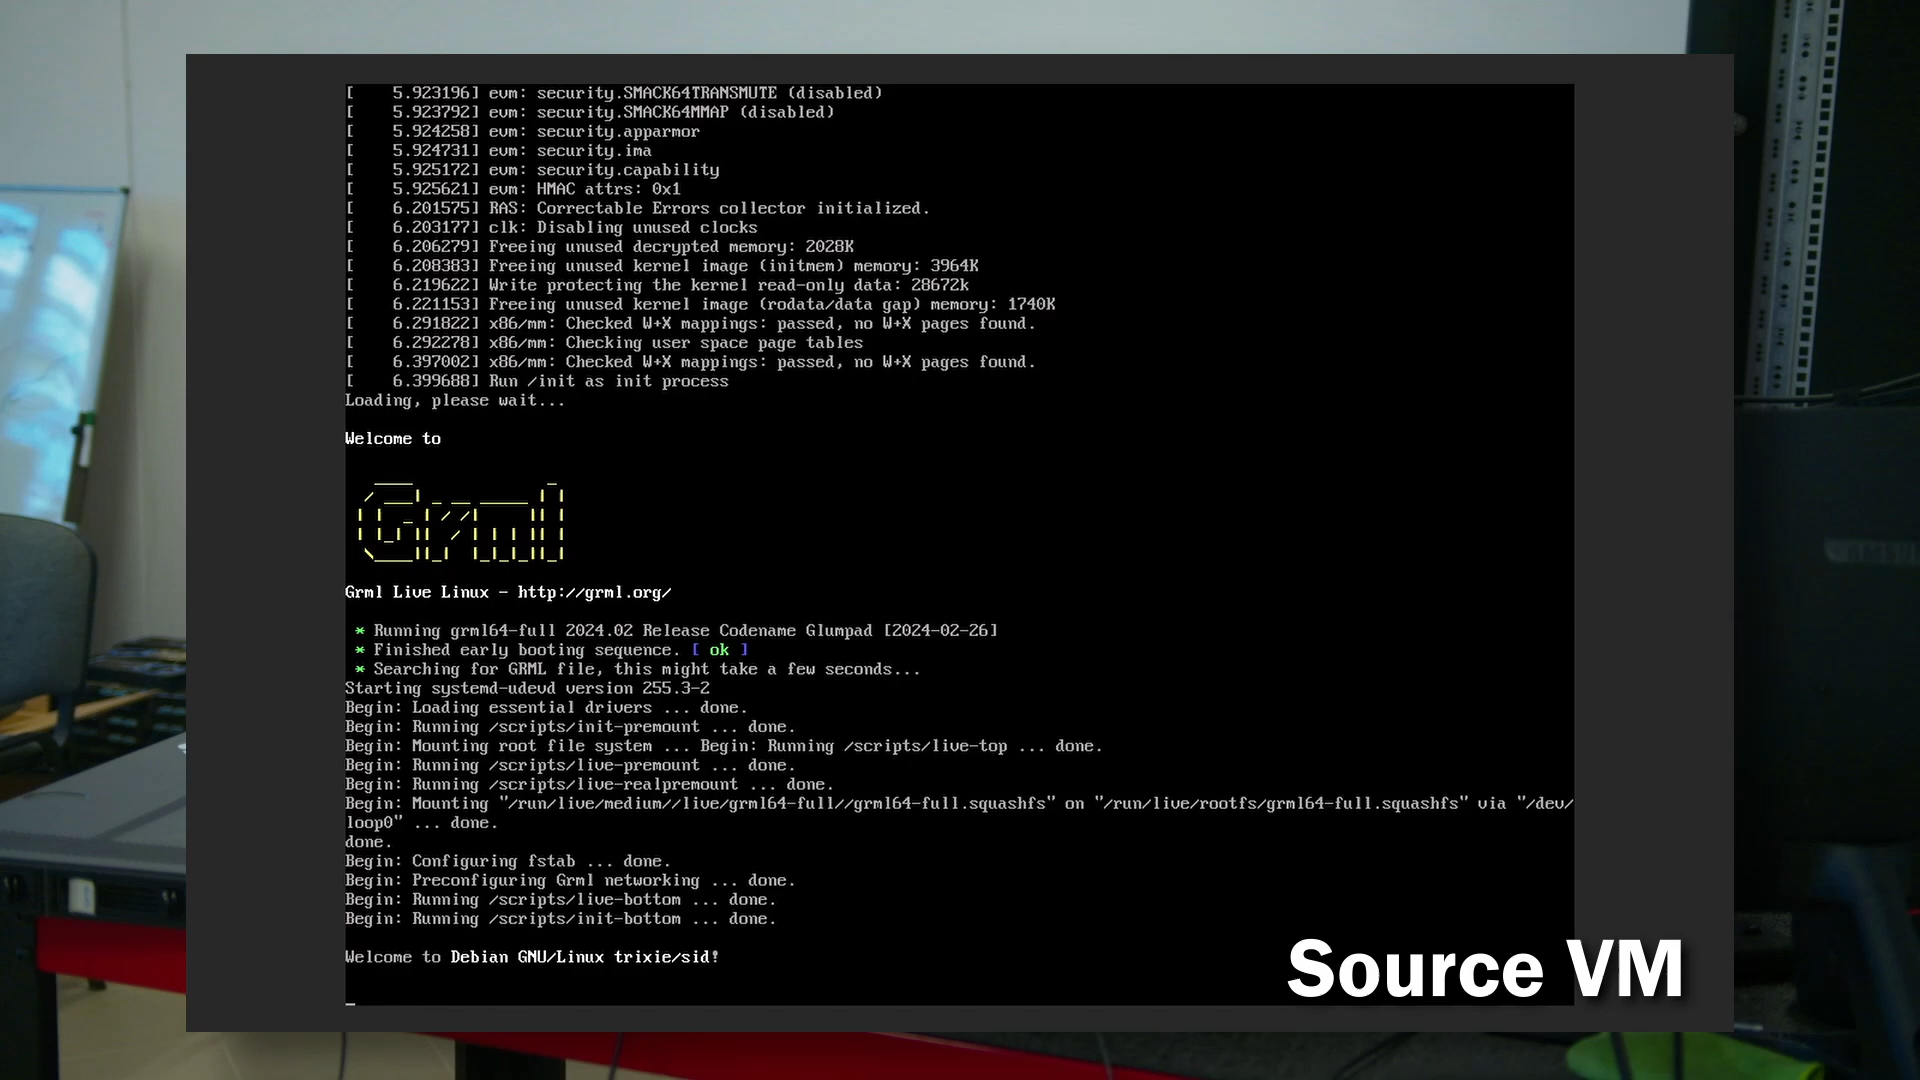 [    5.923196] evm: security.SMACK64TRANSMUTE (disabled)
[    5.923792] evm: security.SMACK64MMAP (disabled)
[    5.924258] evm: security.apparmor
[    5.924731] evm: security.ima
[    5.925172] evm: security.capability
[    5.925621] evm: HMAC attrs: 0x1
[    6.201575] RAS: Correctable Errors collector initialized.
[    6.203177] clk: Disabling unused clocks
[    6.206279] Freeing unused decrypted memory: 2028K
[    6.208383] Freeing unused kernel image (initmem) memory: 3964K
[    6.219622] Write protecting the kernel read-only data: 28672k
[    6.221153] Freeing unused kernel image (rodata/data gap) memory: 1740K
[    6.291822] x86/mm: Checked W+X mappings: passed, no W+X pages found.
[    6.292278] x86/mm: Checking user space page tables
[    6.397002] x86/mm: Checked W+X mappings: passed, no W+X pages found.
[    6.399688] Run /init as init process
Loading, please wait...
Welcome to
Grml
Grml Live Linux - http://grml.org/
* Running grml64-full 2024.02 Release Codename Glumpad [2024-02-26]
* Finished early booting sequence. [ ok ]
* Searching for GRML file, this might take a few seconds...
Starting systemd-udevd version 255.3-2
Begin: Loading essential drivers ... done.
Begin: Running /scripts/init-premount ... done.
Begin: Mounting root file system ... Begin: Running /scripts/live-top ... done.
Begin: Running /scripts/live-premount ... done.
Begin: Running /scripts/live-realpremount ... done.
Begin: Mounting "/run/live/medium//live/grml64-full//grml64-full.squashfs" on "/run/live/rootfs/grml64-full.squashfs" via "/dev/
loop0" ... done.
done.
Begin: Configuring fstab ... done.
Begin: Preconfiguring Grml networking ... done.
Begin: Running /scripts/live-bottom ... done.
Begin: Running /scripts/init-bottom ... done.
Welcome to Debian GNU/Linux trixie/sid!
Source VM